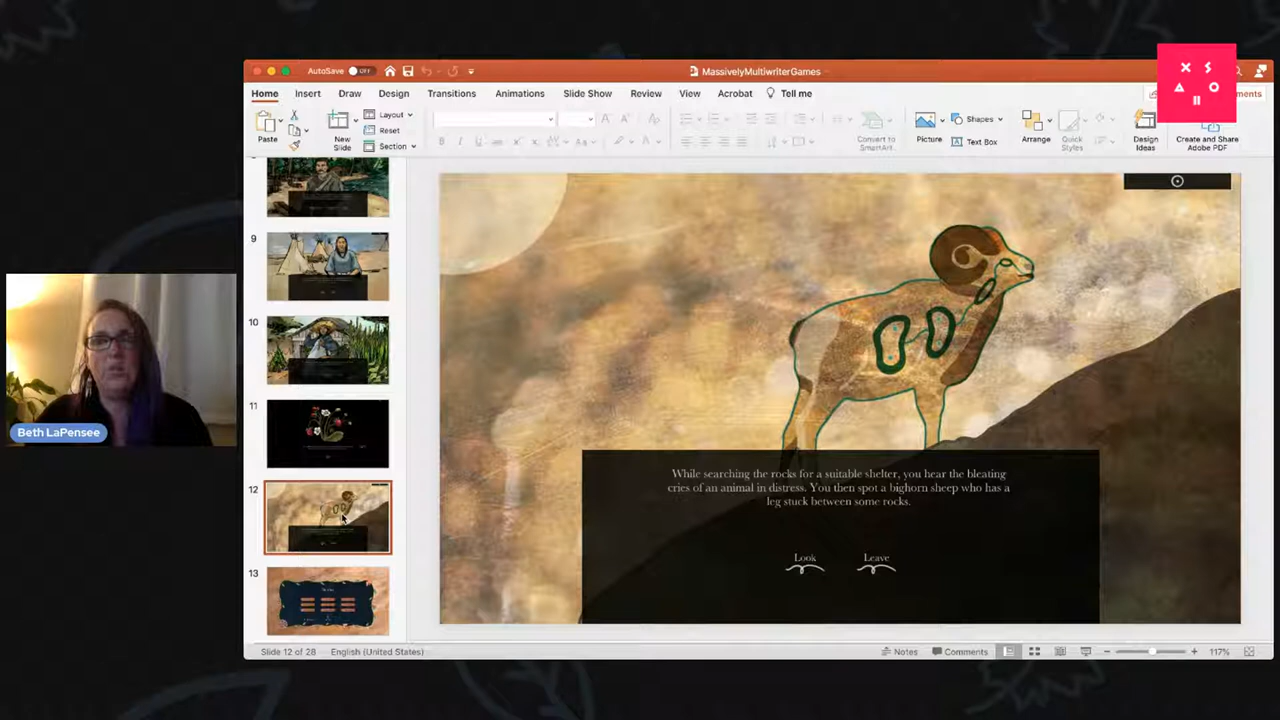 AutoSave
OFF
MassivelyMultiwriterGames
Home
Insert
Draw
Design
Transitions
Animations
Slide Show
Review
View
Acrobat
Tell me
Paste
New
Slide
Layout
Reset
Section
Convert to
SmartArt
Picture
Shapes
Text Box
Arrange
Quick
Styles
Design
Ideas
Create and Share
Adobe PDF
9
10
11
12
13
While searching the rocks for a suitable shelter, you hear the bleating
cries of an animal in distress. You then spot a bighorn sheep who has a
leg stuck between some rocks.
Look
Leave
Beth LaPensee
Slide 12 of 28
English (United States)
Notes
Comments
117%